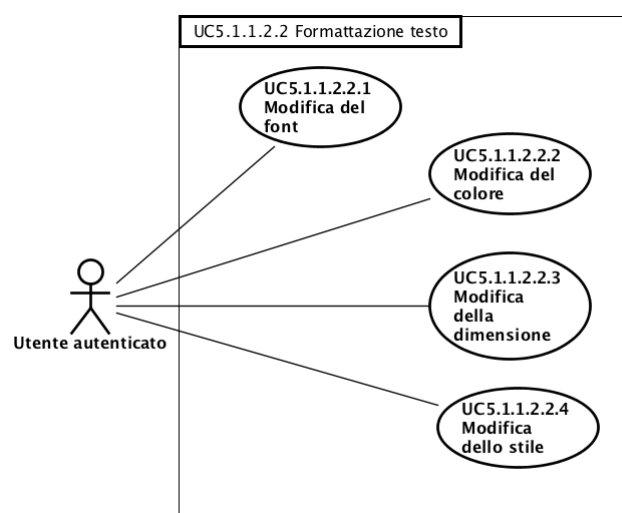 UC5.1.1.2.2 Formattazione testo
UC5.1.1.2.2.1
Modifica del
font
UC5.1.1.2.2.2
Modifica del
colore
UC5.1.1.2.2.3
Modifica
della
dimensione
Utente autenticato
UC5.1.1.2.2.4
Modifica
dello stile